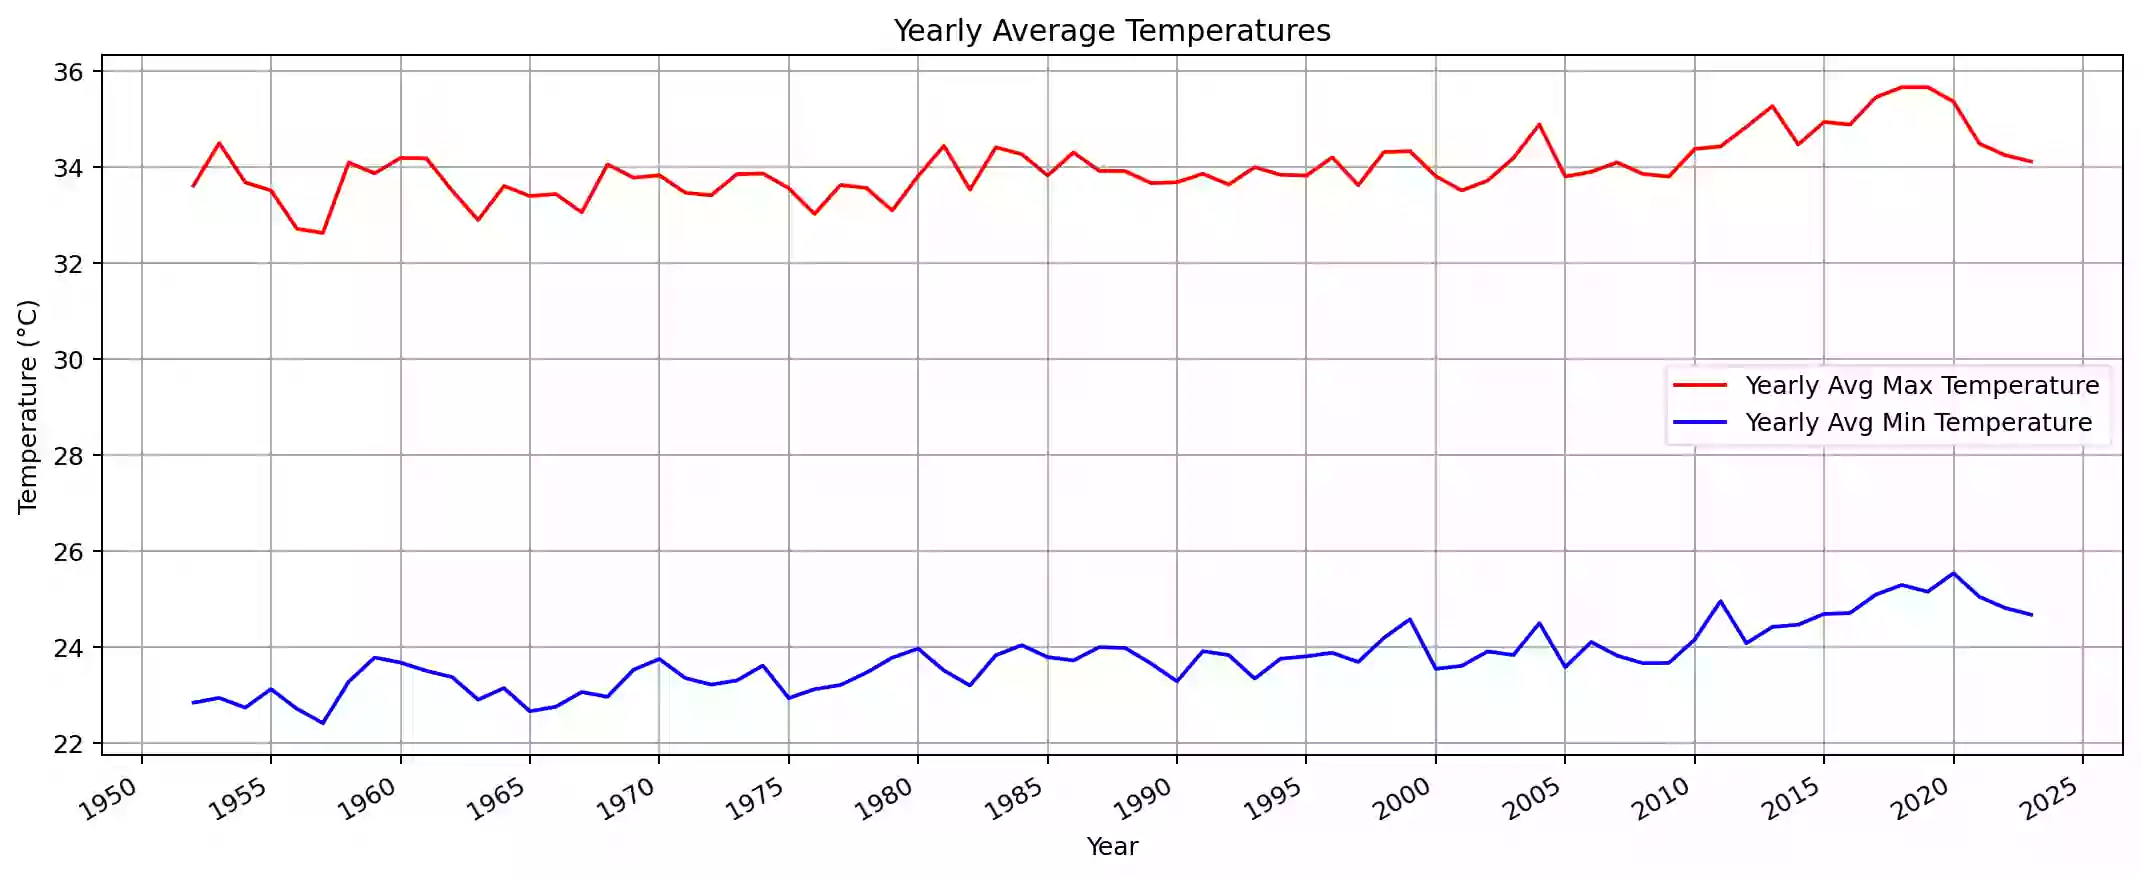 Yearly Average Temperatures
36
34
32
30
28
26
24
22
Temperature (°C)
Yearly Avg Max Temperature
Yearly Avg Min Temperature
1950 1955 1960 1965 1970 1975 1980 1985 1990 1995 2000 2005 2010 2015 2020 2025
Year